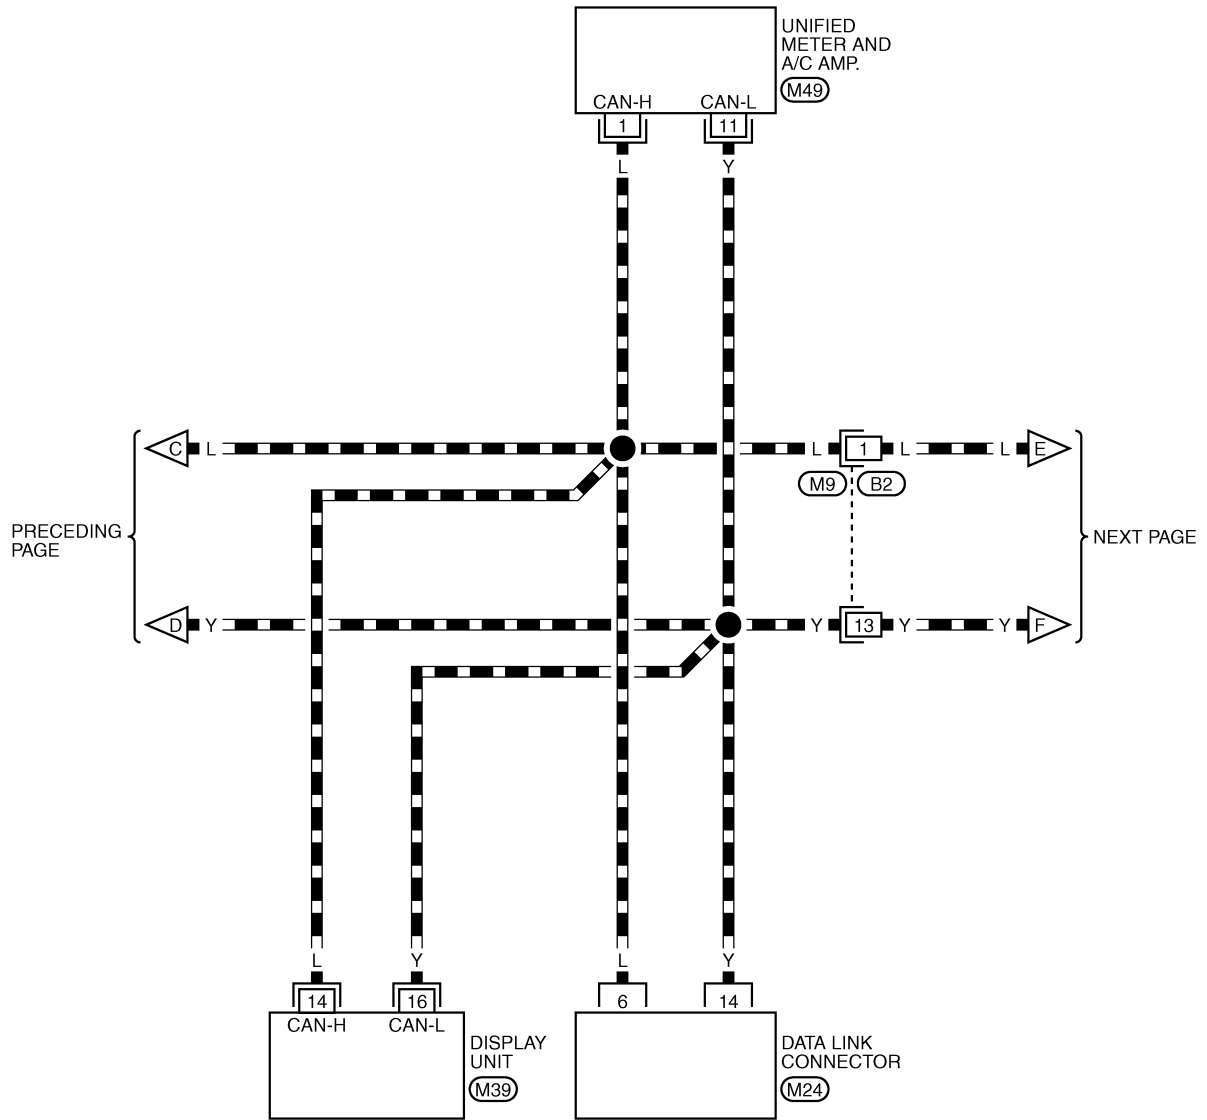 UNIFIED
METER AND
A/C AMP.
M49
CAN-H CAN-L
1 11
L Y
C L L 1 L L E
M9 B2
PRECEDING
PAGE
NEXT PAGE
D Y Y 13 Y Y F
L Y L Y
14 16 6 14
CAN-H CAN-L
DISPLAY
UNIT
M39
DATA LINK
CONNECTOR
M24